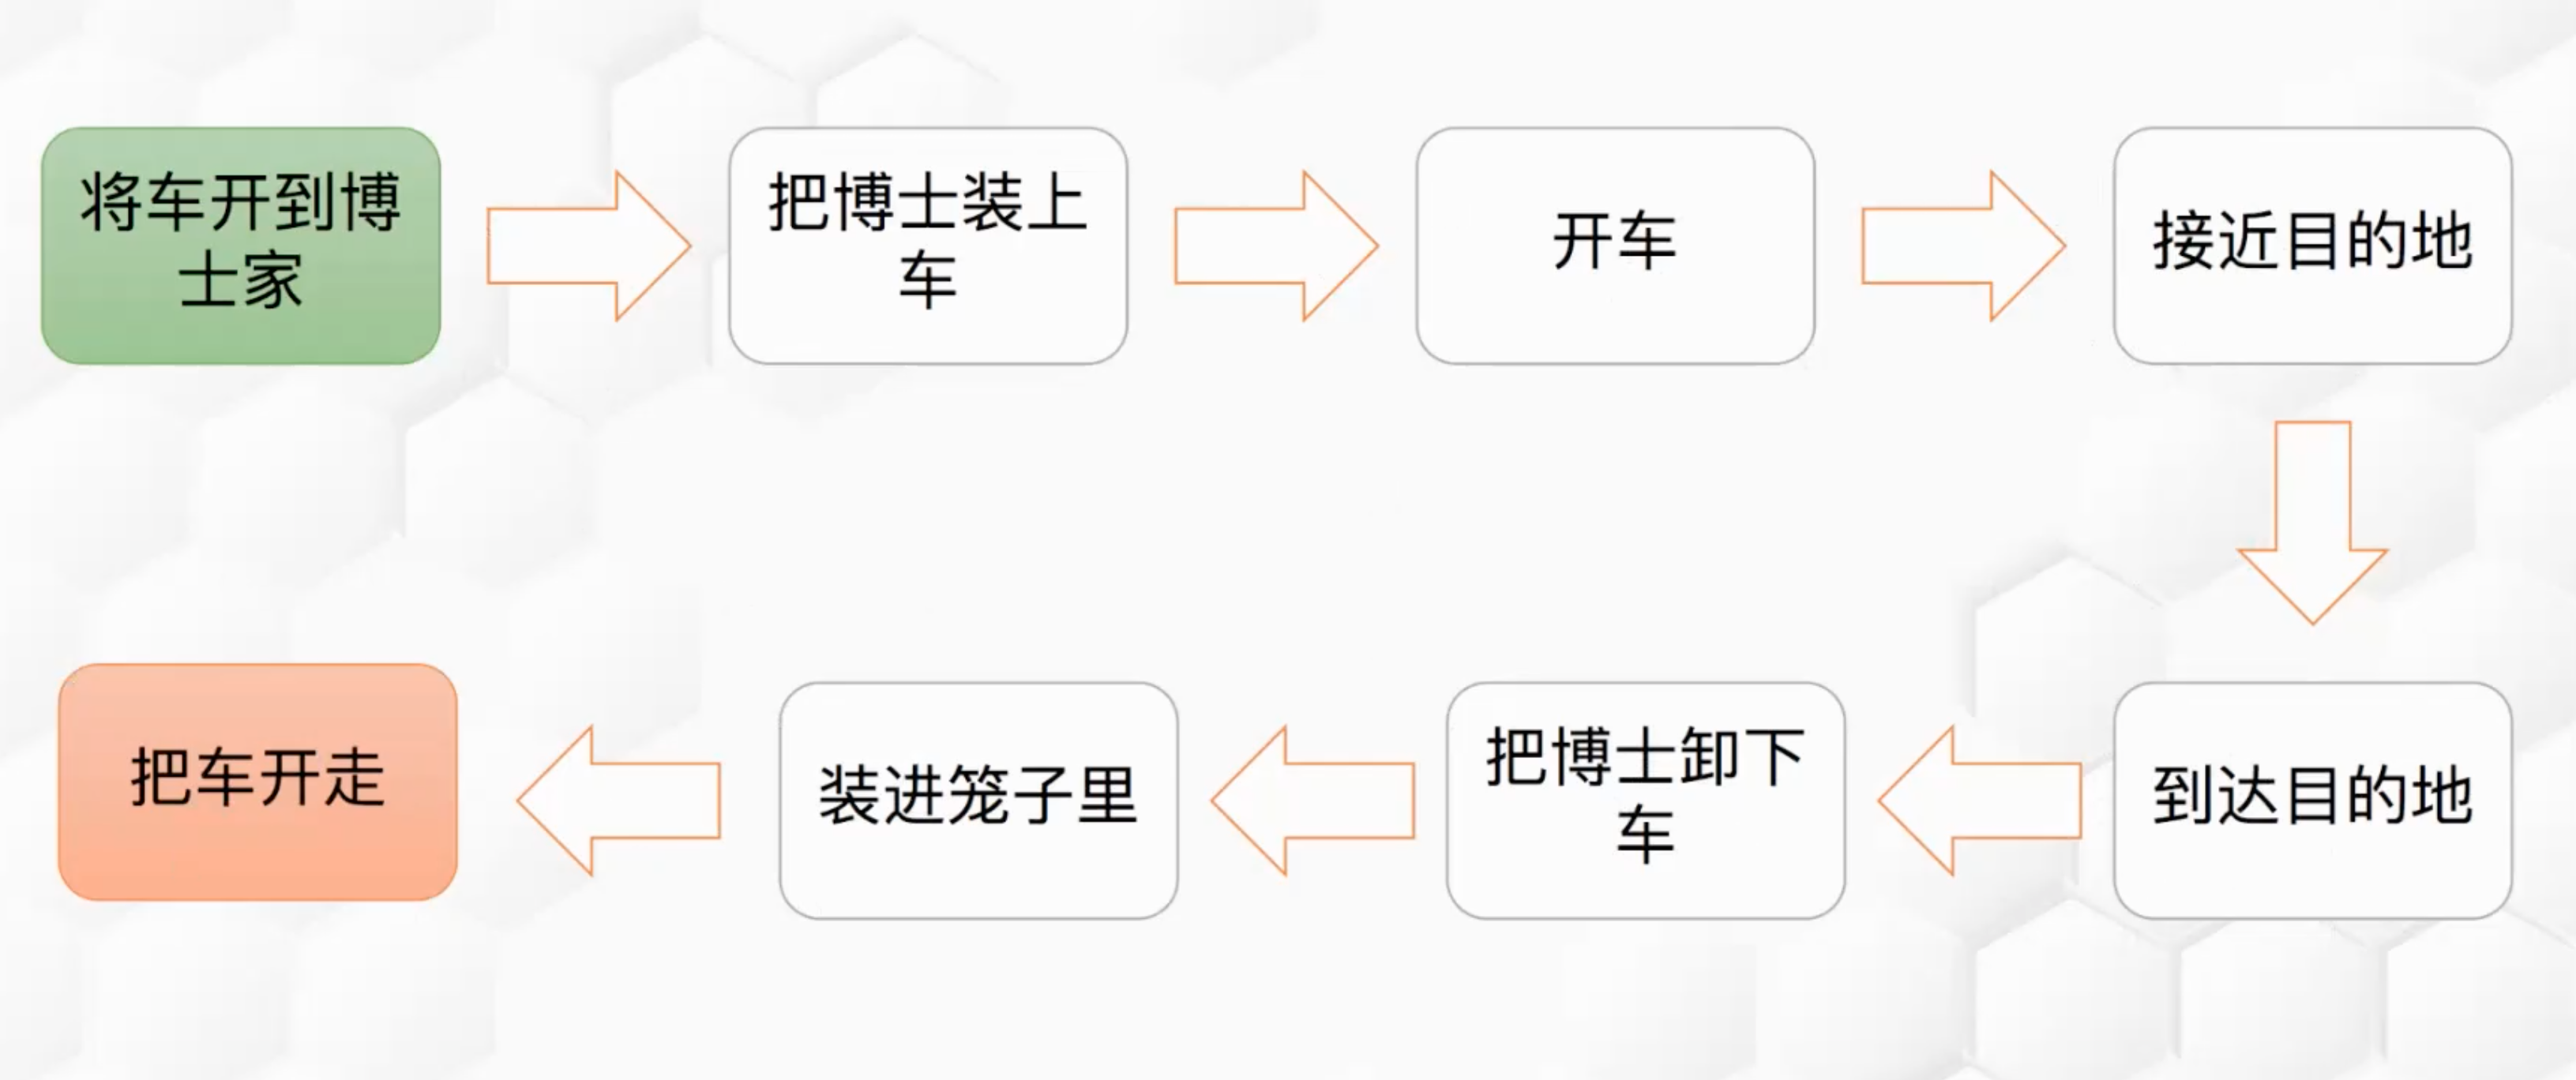 将车开到博
士家
把博士装上
车
开车
接近目的地
到达目的地
把博士卸下
车
装进笼子里
把车开走